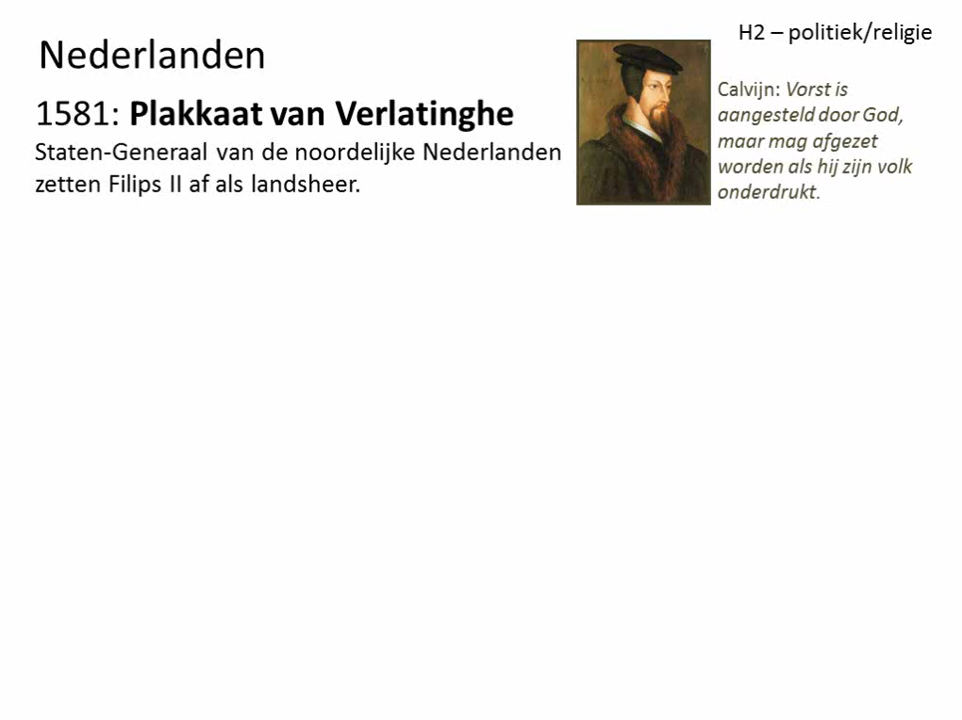 H2 – politiek/religie
Nederlanden
1581: Plakkaat van Verlatinghe
Staten-Generaal van de noordelijke Nederlanden
zetten Filips II af als landsheer.
Calvijn: Vorst is
aangesteld door God,
maar mag afgezet
worden als hij zijn volk
onderdrukt.